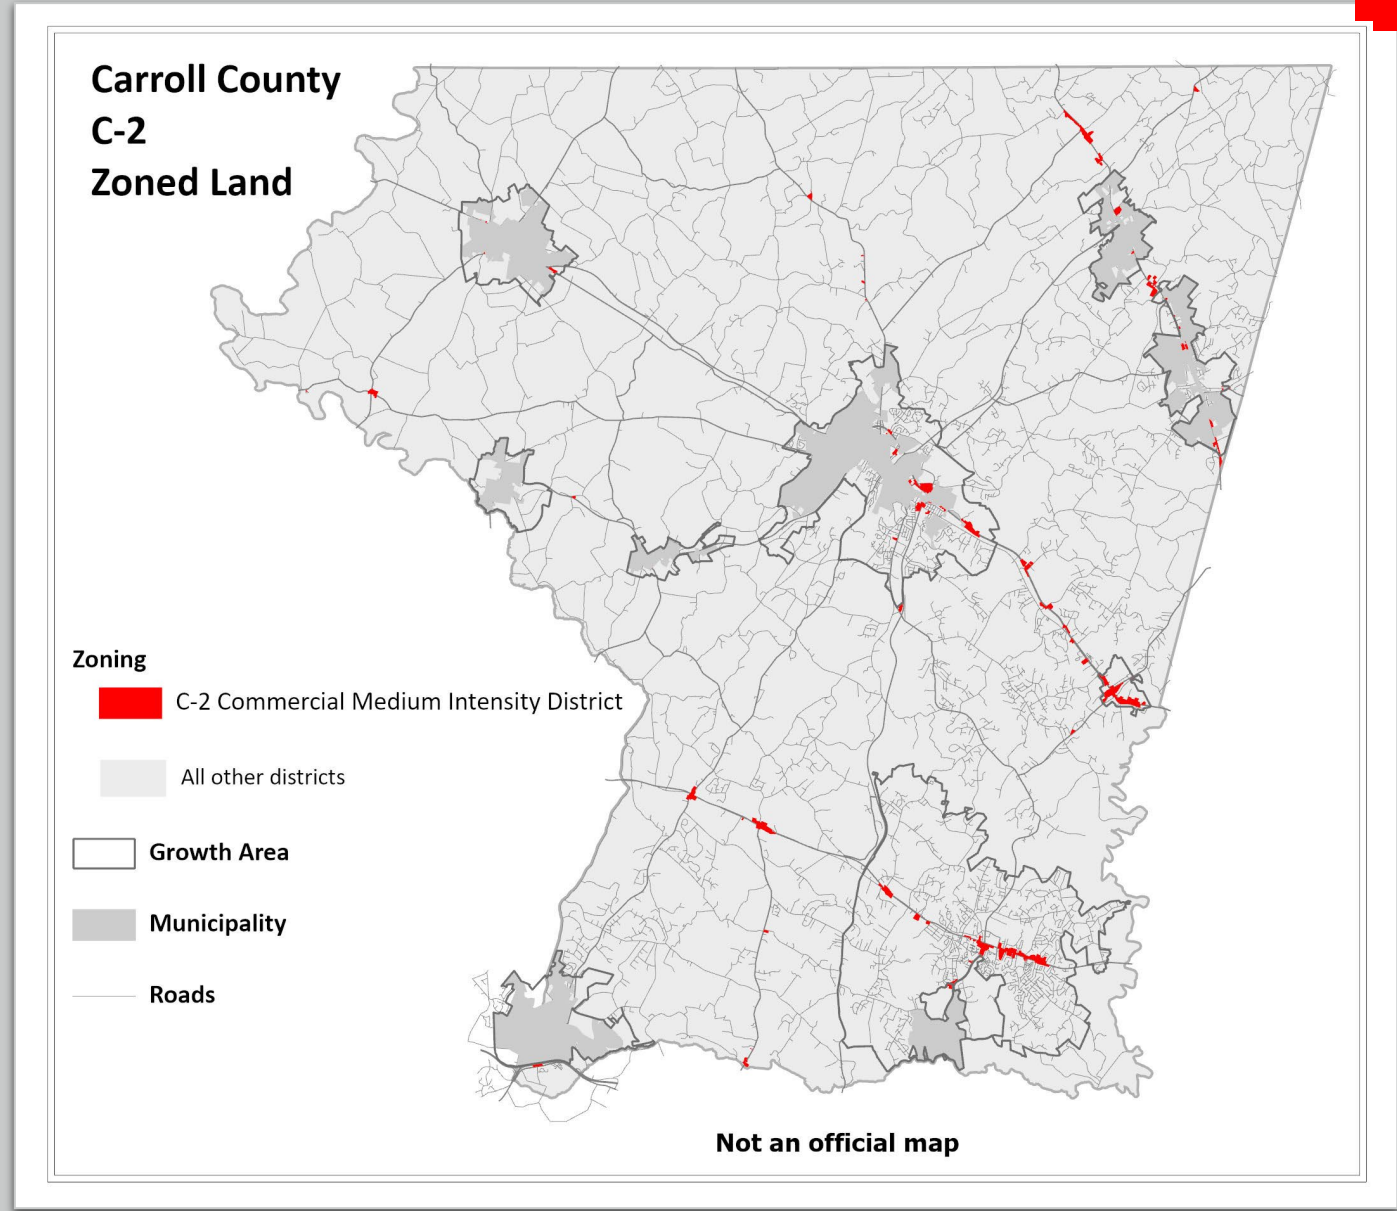 Carroll County
C-2
Zoned Land
Zoning
C-2 Commercial Medium Intensity District
All other districts
Growth Area
Municipality
Roads
Not an official map